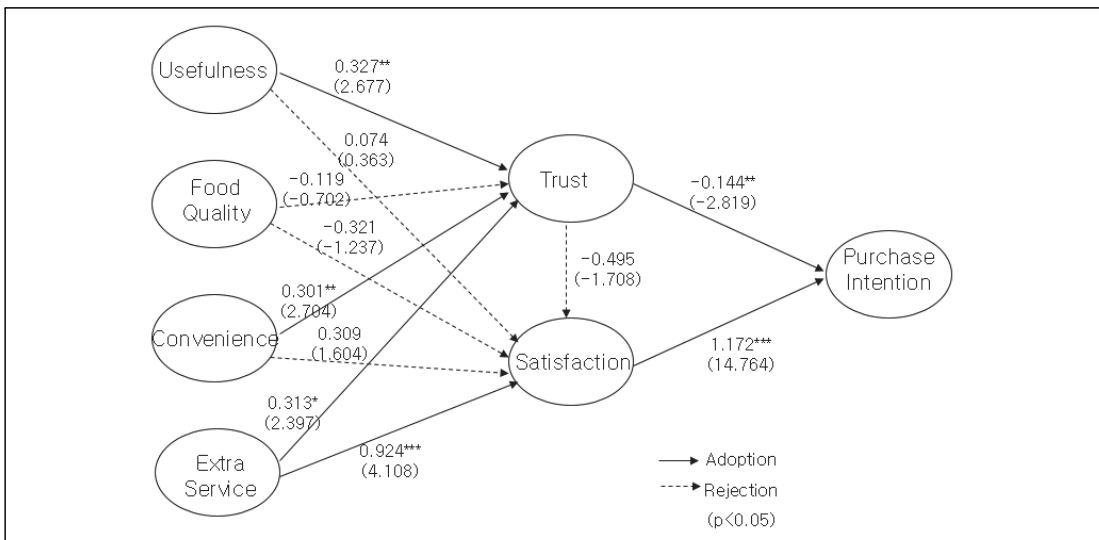 Usefulness
0.327**
(2.677)
0.074
(0.363)
Food
Quality
-0.119
(-0.702)
-0.321
(-1.237)
Trust
-0.144**
(-2.819)
-0.495
(-1.708)
Purchase
Intention
Convenience
0.301**
(2.704)
0.309
(1.604)
Satisfaction
1.172***
(14.764)
0.313*
(2.397)
0.924***
(4.108)
Extra
Service
Adoption
Rejection
(p<0.05)